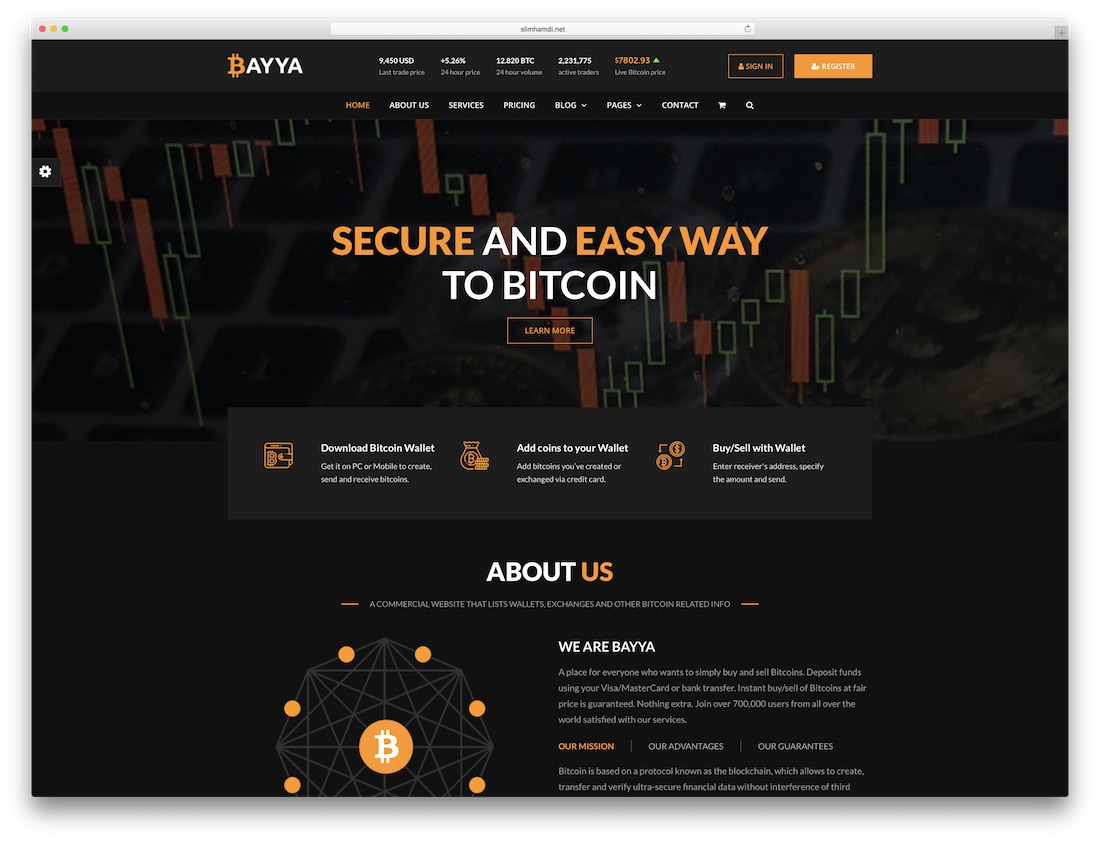 slimhamdi.net
₿AYYA
9,450 USD
Last trade price
+5.26%
24 hour price
12.820 BTC
24 hour volume
2,231,775
active traders
$7802.93
Live Bitcoin price
SIGN IN
REGISTER
HOME ABOUT US SERVICES PRICING BLOG PAGES CONTACT
SECURE AND EASY WAY
TO BITCOIN
LEARN MORE
Download Bitcoin Wallet
Get it on PC or Mobile to create,
send and receive bitcoins.
Add coins to your Wallet
Add bitcoins you've created or
exchanged via credit card.
Buy/Sell with Wallet
Enter receiver's address, specify
the amount and send.
ABOUT US
A COMMERCIAL WEBSITE THAT LISTS WALLETS, EXCHANGES AND OTHER BITCOIN RELATED INFO
WE ARE BAYYA
A place for everyone who wants to simply buy and sell Bitcoins. Deposit funds
using your Visa/MasterCard or bank transfer. Instant buy/sell of Bitcoins at fair
price is guaranteed. Nothing extra. Join over 700,000 users from all over the
world satisfied with our services.
OUR MISSION OUR ADVANTAGES OUR GUARANTEES
Bitcoin is based on a protocol known as the blockchain, which allows to create,
transfer and verify ultra-secure financial data without interference of third